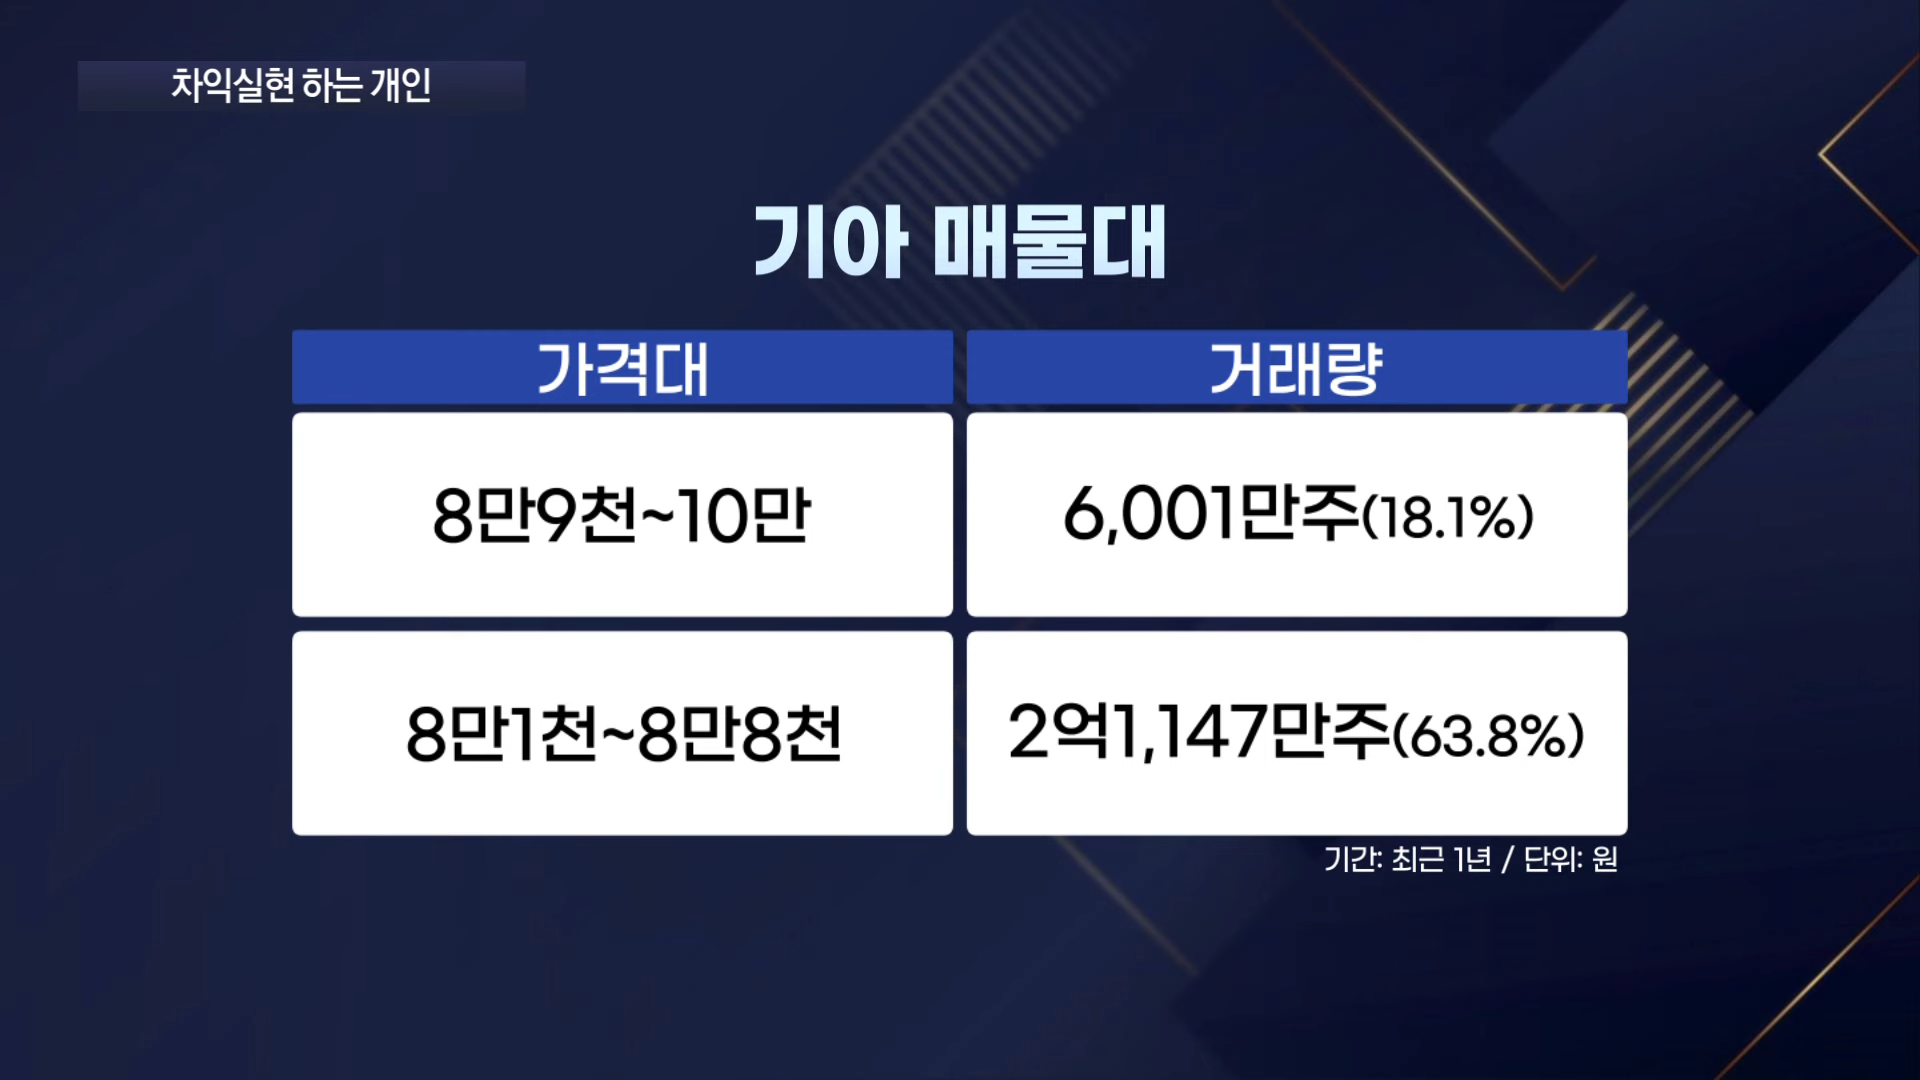 차익실현 하는 개인
기아 매물대
가격대 거래량
8만9천~10만 6,001만주(18.1%)
8만1천~8만8천 2억1,147만주(63.8%)
기간: 최근 1년 / 단위: 원